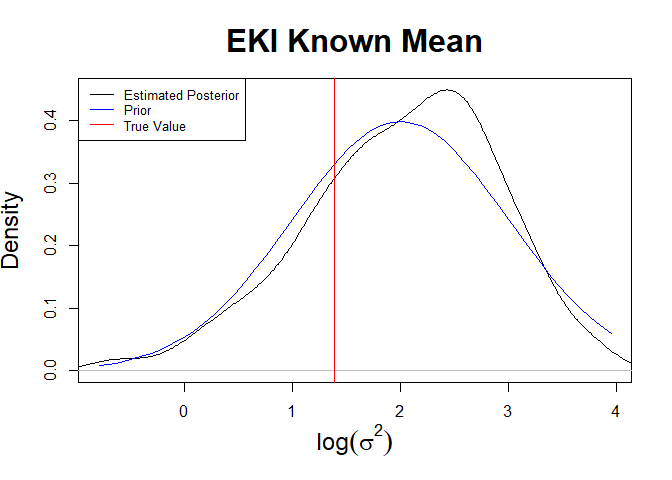 EKI Known Mean
Estimated Posterior
Prior
True Value
Density
0.0
0.1
0.2
0.3
0.4
0 1 2 3 4
log(σ²)